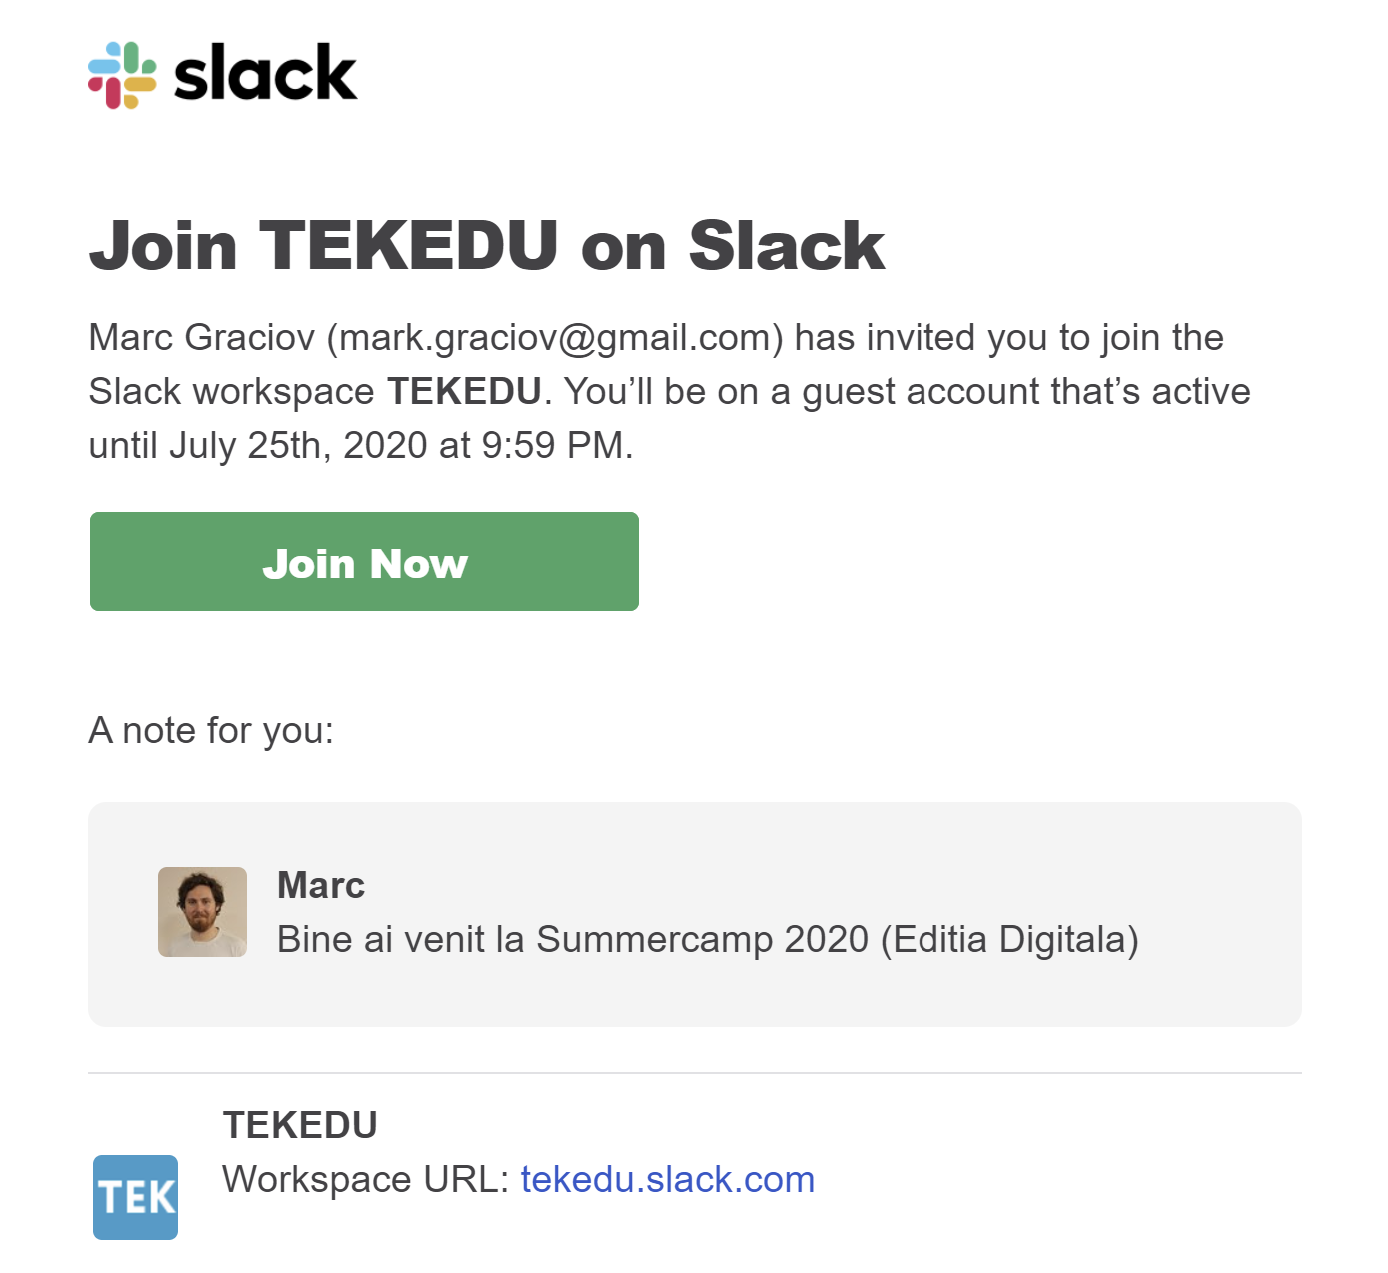 slack
Join TEKEDU on Slack
Marc Graciov (mark.graciov@gmail.com) has invited you to join the
Slack workspace TEKEDU. You’ll be on a guest account that’s active
until July 25th, 2020 at 9:59 PM.
Join Now
A note for you:
Marc
Bine ai venit la Summercamp 2020 (Editia Digitala)
TEKEDU
Workspace URL: tekedu.slack.com
TEK